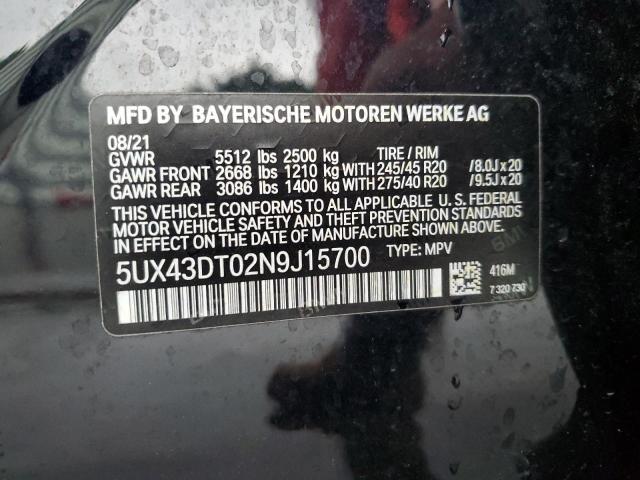 MFD BY BAYERISCHE MOTOREN WERKE AG
08/21
GVWR 5512 lbs 2500 kg TIRE / RIM
GAWR FRONT 2668 lbs 1210 kg WITH 245/45 R20 /8.0J x 20
GAWR REAR 3086 lbs 1400 kg WITH 275/40 R20 /9.5J x 20
THIS VEHICLE CONFORMS TO ALL APPLICABLE U. S. FEDERAL
MOTOR VEHICLE SAFETY AND THEFT PREVENTION STANDARDS
IN EFFECT ON THE DATE OF MANUFACTURE SHOWN ABOVE.
5UX43DT02N9J15700 TYPE: MPV
416M
7 320 730